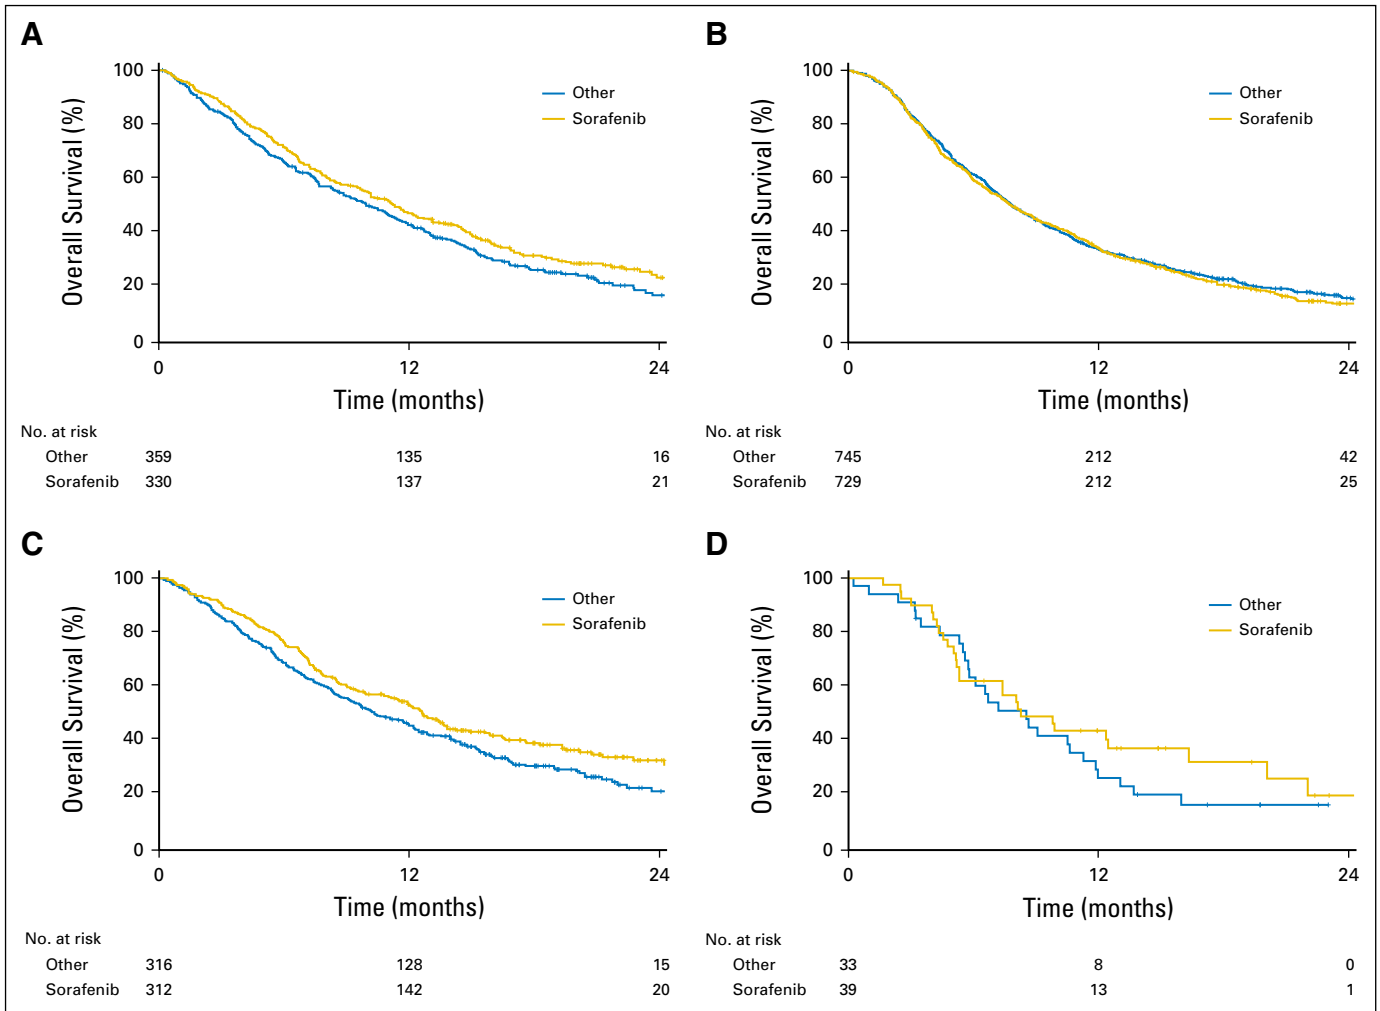 A
Overall Survival (%)
100
80
60
40
20
0
Other
Sorafenib
0 12 24
Time (months)
No. at risk
Other 359 135 16
Sorafenib 330 137 21
B
Overall Survival (%)
100
80
60
40
20
0
Other
Sorafenib
0 12 24
Time (months)
No. at risk
Other 745 212 42
Sorafenib 729 212 25
C
Overall Survival (%)
100
80
60
40
20
0
Other
Sorafenib
0 12 24
Time (months)
No. at risk
Other 316 128 15
Sorafenib 312 142 20
D
Overall Survival (%)
100
80
60
40
20
0
Other
Sorafenib
0 12 24
Time (months)
No. at risk
Other 33 8 0
Sorafenib 39 13 1